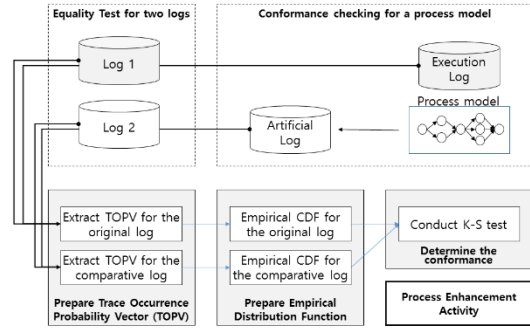 Equality Test for two logs
Conformance checking for a process model
Log 1
Execution
Log
Process model
Log 2
Artificial
Log
Extract TOPV for the
original log
Empirical CDF for
the original log
Conduct K-S test
Extract TOPV for the
comparative log
Empirical CDF for
the comparative log
Determine the
conformance
Prepare Trace Occurrence
Probability Vector (TOPV)
Prepare Empirical
Distribution Function
Process Enhancement
Activity